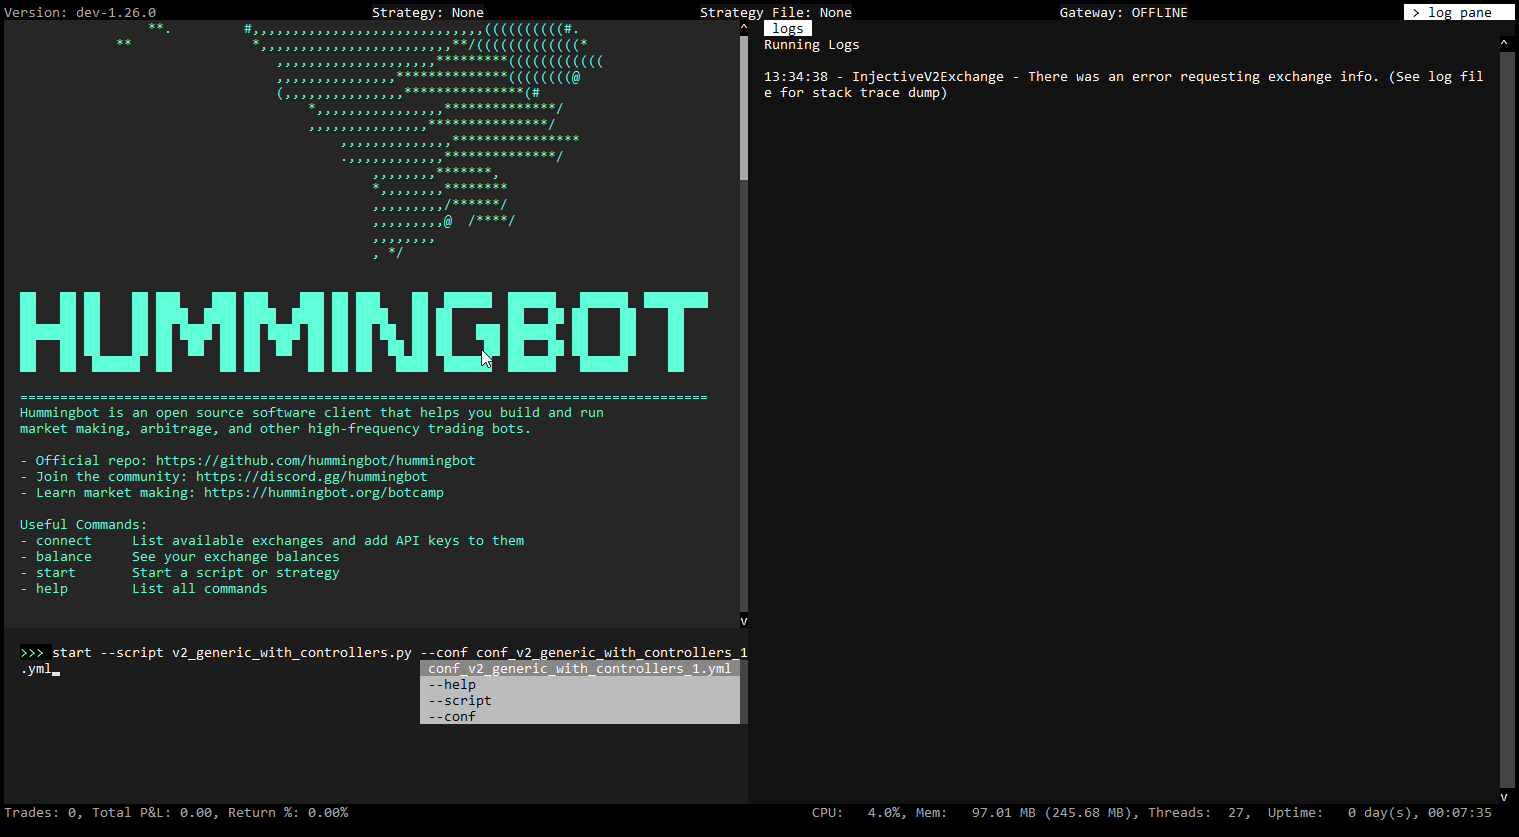 Version: dev-1.26.0 Strategy: None Strategy File: None Gateway: OFFLINE > log pane
HUMMINGBOT
================================================================================
Hummingbot is an open source software client that helps you build and run
market making, arbitrage, and other high-frequency trading bots.
- Official repo: https://github.com/hummingbot/hummingbot
- Join the community: https://discord.gg/hummingbot
- Learn market making: https://hummingbot.org/botcamp
Useful Commands:
- connect List available exchanges and add API keys to them
- balance See your exchange balances
- start Start a script or strategy
- help List all commands
>>> start --script v2_generic_with_controllers.py --conf conf_v2_generic_with_controllers_1
.yml
conf_v2_generic_with_controllers_1.yml
--help
--script
--conf
logs
Running Logs
13:34:38 - InjectiveV2Exchange - There was an error requesting exchange info. (See log fil
e for stack trace dump)
Trades: 0, Total P&L: 0.00, Return %: 0.00% CPU: 4.0%, Mem: 97.01 MB (245.68 MB), Threads: 27, Uptime: 0 day(s), 00:07:35